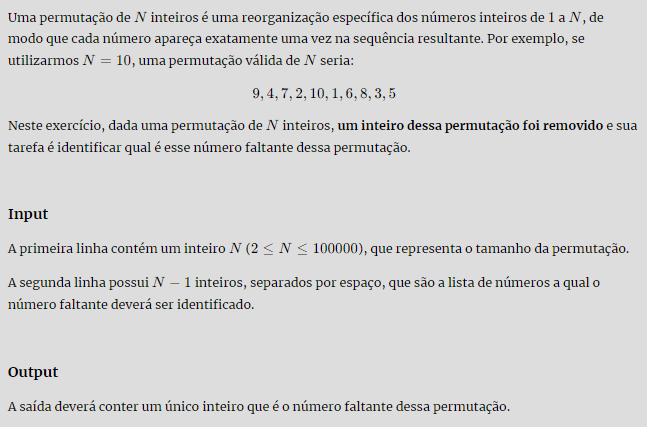 Uma permutação de N inteiros é uma reorganização específica dos números inteiros de 1 a N, de
modo que cada número apareça exatamente uma vez na sequência resultante. Por exemplo, se
utilizarmos N = 10, uma permutação válida de N seria:
9, 4, 7, 2, 10, 1, 6, 8, 3, 5
Neste exercício, dada uma permutação de N inteiros, um inteiro dessa permutação foi removido e sua
tarefa é identificar qual é esse número faltante dessa permutação.
Input
A primeira linha contém um inteiro N (2 ≤ N ≤ 100000), que representa o tamanho da permutação.
A segunda linha possui N − 1 inteiros, separados por espaço, que são a lista de números a qual o
número faltante deverá ser identificado.
Output
A saída deverá conter um único inteiro que é o número faltante dessa permutação.